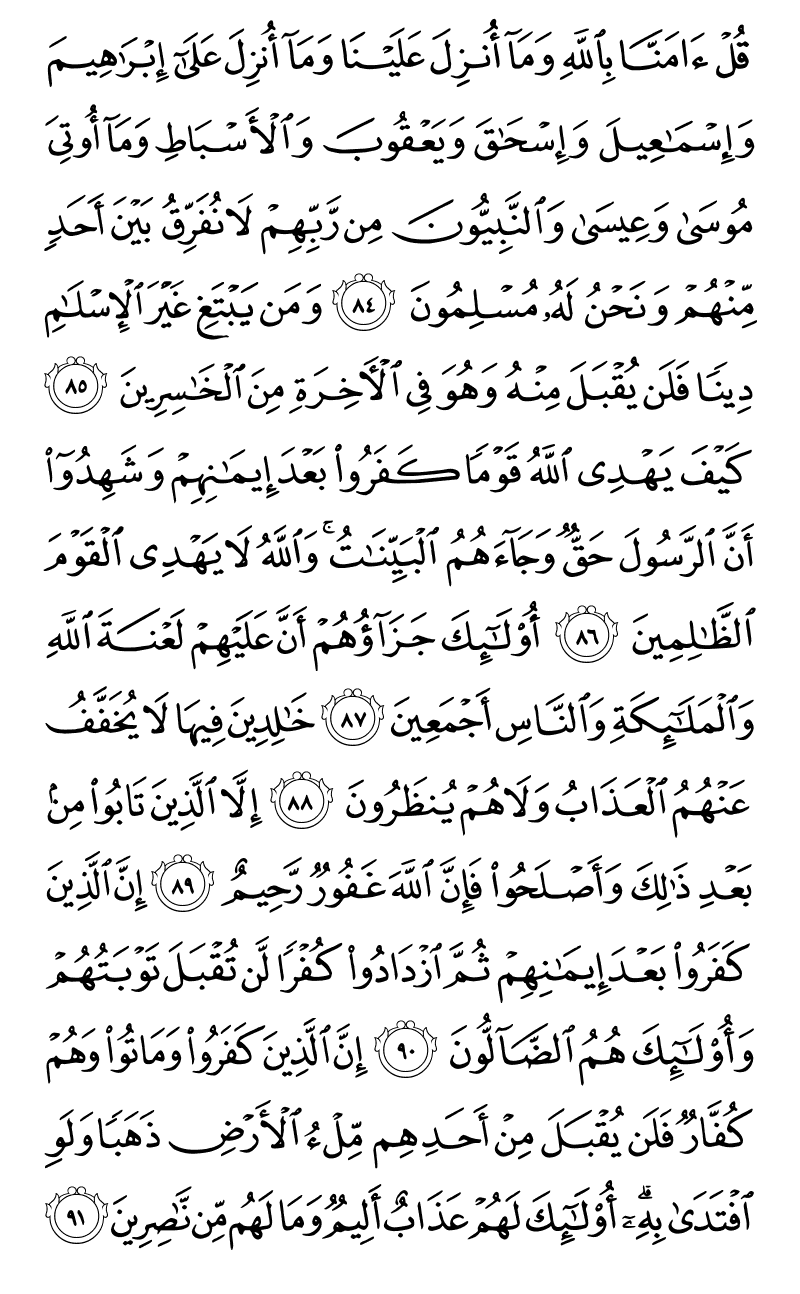 قُلْ ءَامَنَّا بِٱللَّهِ وَمَآ أُنزِلَ عَلَيْنَا وَمَآ أُنزِلَ عَلَىٰٓ إِبْرَٰهِيمَ
وَإِسْمَٰعِيلَ وَإِسْحَٰقَ وَيَعْقُوبَ وَٱلْأَسْبَاطِ وَمَآ أُوتِىَ
مُوسَىٰ وَعِيسَىٰ وَٱلنَّبِيُّونَ مِن رَّبِّهِمْ لَا نُفَرِّقُ بَيْنَ أَحَدٍ
مِّنْهُمْ وَنَحْنُ لَهُۥ مُسْلِمُونَ ٨٤ وَمَن يَبْتَغِ غَيْرَ ٱلْإِسْلَٰمِ
دِينًا فَلَن يُقْبَلَ مِنْهُ وَهُوَ فِى ٱلْءَاخِرَةِ مِنَ ٱلْخَٰسِرِينَ ٨٥
كَيْفَ يَهْدِى ٱللَّهُ قَوْمًا كَفَرُوا۟ بَعْدَ إِيمَٰنِهِمْ وَشَهِدُوٓا۟
أَنَّ ٱلرَّسُولَ حَقٌّ وَجَآءَهُمُ ٱلْبَيِّنَٰتُ ۚ وَٱللَّهُ لَا يَهْدِى ٱلْقَوْمَ
ٱلظَّٰلِمِينَ ٨٦ أُو۟لَٰٓئِكَ جَزَآؤُهُمْ أَنَّ عَلَيْهِمْ لَعْنَةَ ٱللَّهِ
وَٱلْمَلَٰٓئِكَةِ وَٱلنَّاسِ أَجْمَعِينَ ٨٧ خَٰلِدِينَ فِيهَا لَا يُخَفَّفُ
عَنْهُمُ ٱلْعَذَابُ وَلَا هُمْ يُنظَرُونَ ٨٨ إِلَّا ٱلَّذِينَ تَابُوا۟ مِنۢ
بَعْدِ ذَٰلِكَ وَأَصْلَحُوا۟ فَإِنَّ ٱللَّهَ غَفُورٌ رَّحِيمٌ ٨٩ إِنَّ ٱلَّذِينَ
كَفَرُوا۟ بَعْدَ إِيمَٰنِهِمْ ثُمَّ ٱزْدَادُوا۟ كُفْرًا لَّن تُقْبَلَ تَوْبَتُهُمْ
وَأُو۟لَٰٓئِكَ هُمُ ٱلضَّآلُّونَ ٩٠ إِنَّ ٱلَّذِينَ كَفَرُوا۟ وَمَاتُوا۟ وَهُمْ
كُفَّارٌ فَلَن يُقْبَلَ مِنْ أَحَدِهِم مِّلْءُ ٱلْأَرْضِ ذَهَبًا وَلَوِ
ٱفْتَدَىٰ بِهِۦٓ ۗ أُو۟لَٰٓئِكَ لَهُمْ عَذَابٌ أَلِيمٌ وَمَا لَهُم مِّن نَّٰصِرِينَ ٩١